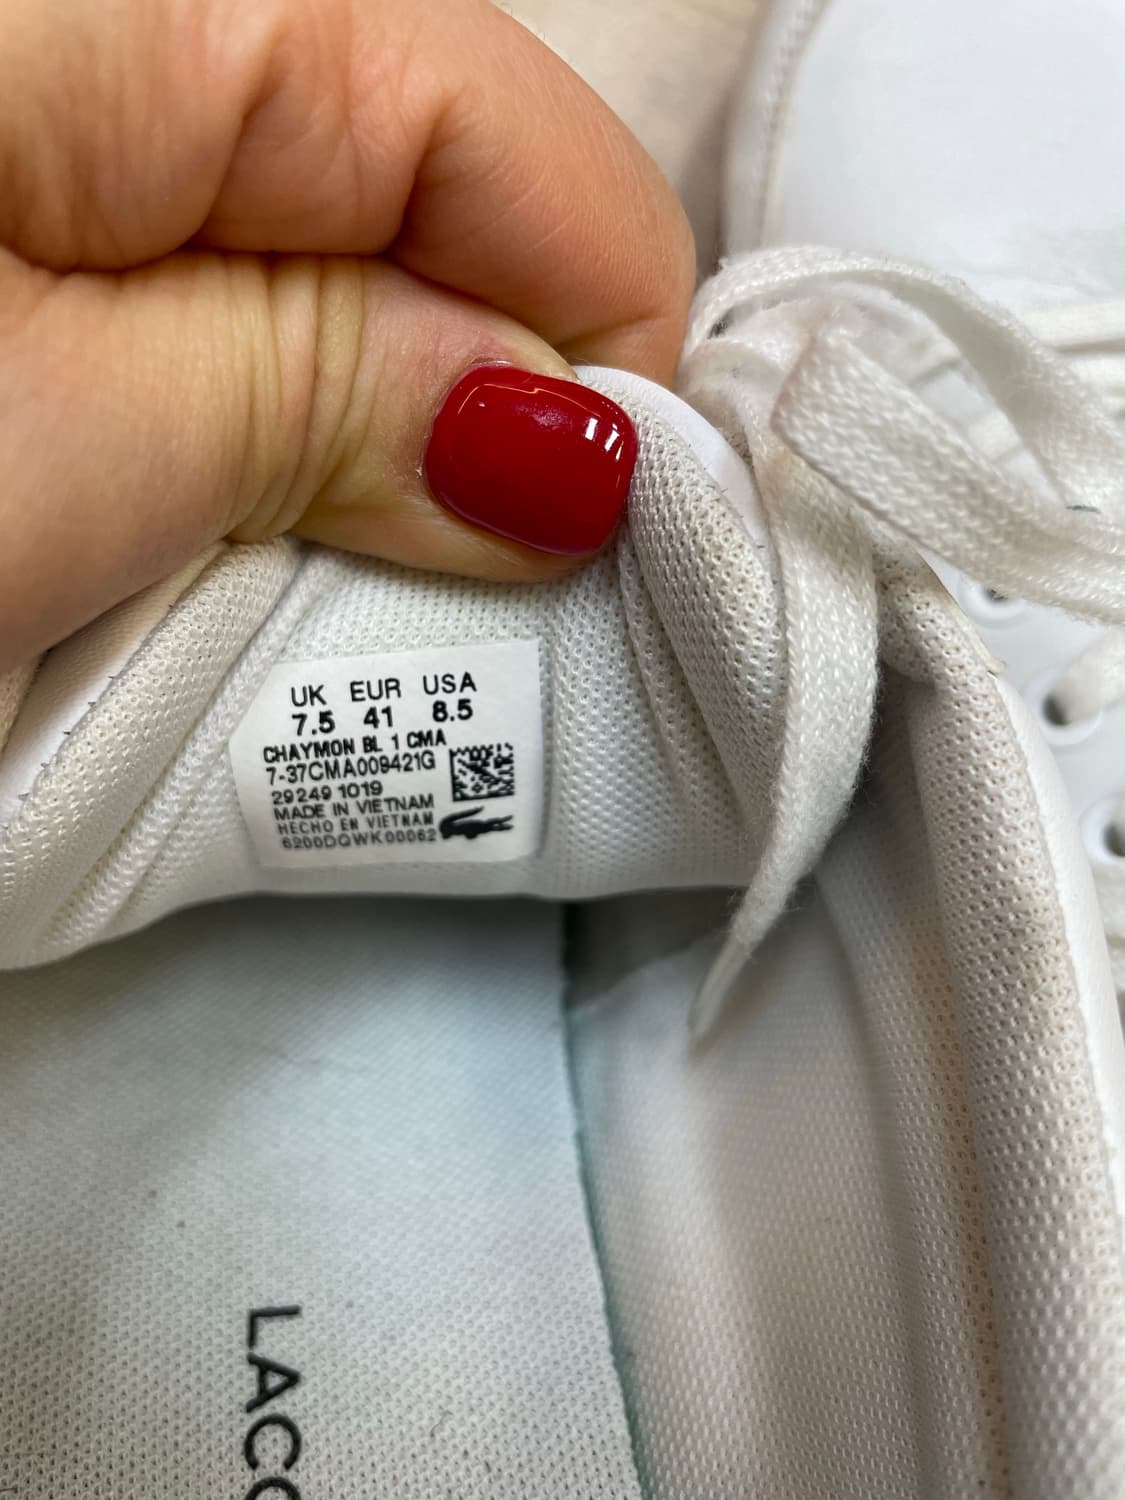 UK EUR USA
7.5 41 8.5
CHAYMON BL 1 CMA
7-37CMA009421G
29249 1019
MADE IN VIETNAM
HECHO EN VIETNAM
6200DQWK00062
LACO